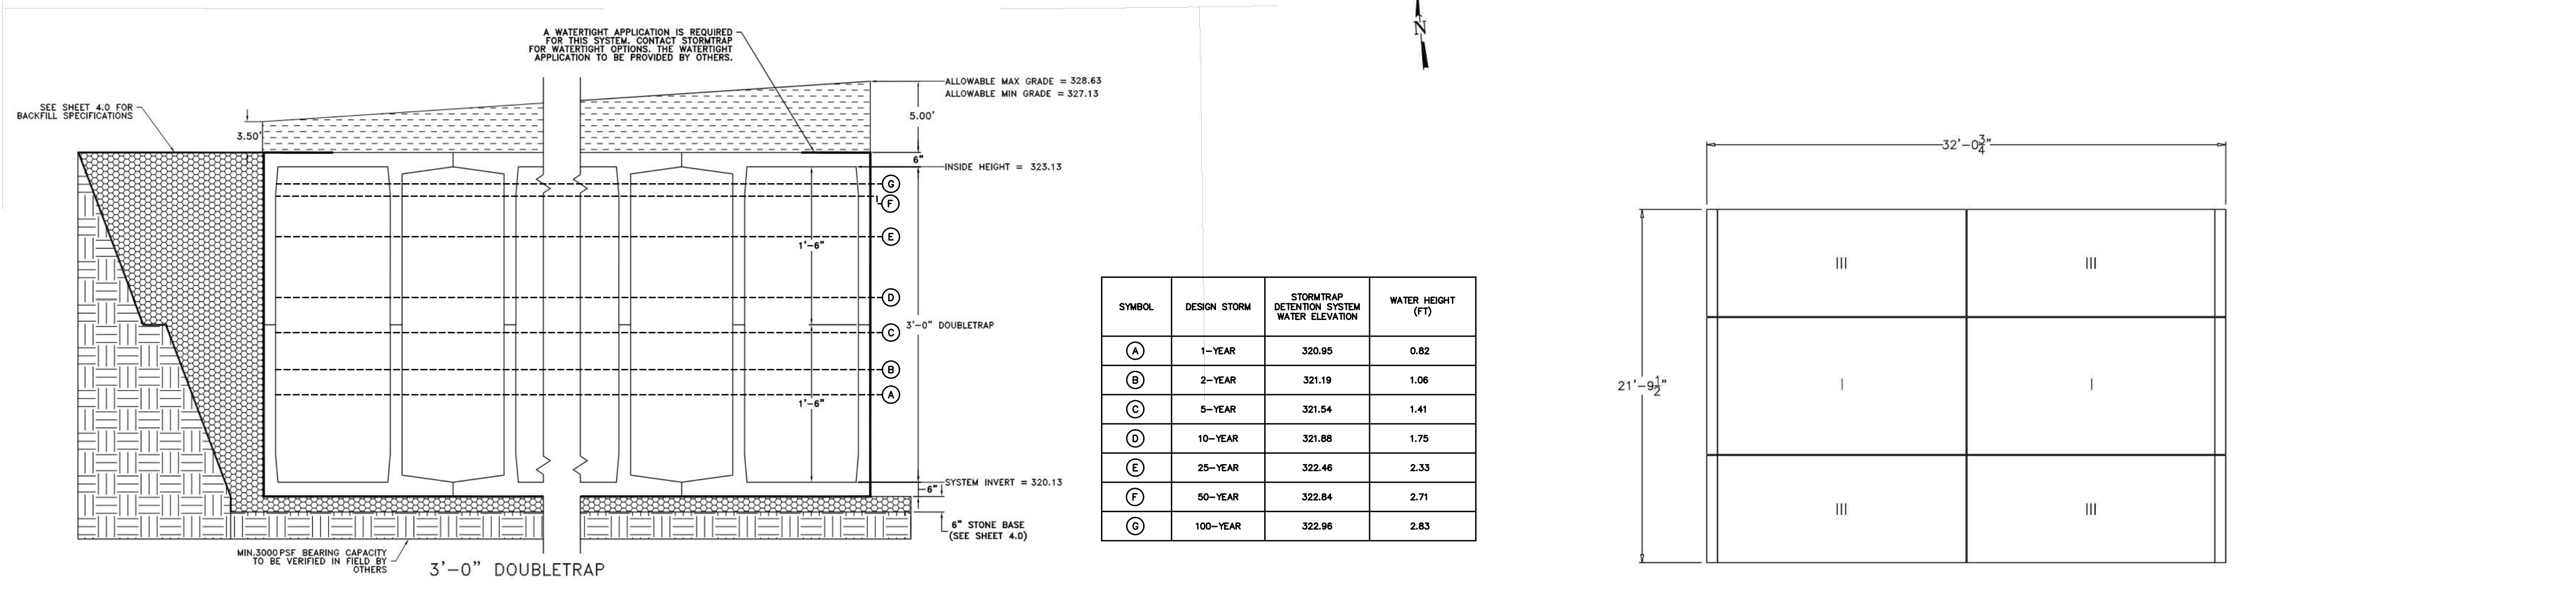 A WATERTIGHT APPLICATION IS REQUIRED
FOR THIS SYSTEM. CONTACT STORMTRAP
FOR WATERTIGHT OPTIONS. THE WATERTIGHT
APPLICATION TO BE PROVIDED BY OTHERS.
N
SEE SHEET 4.0 FOR
BACKFILL SPECIFICATIONS
ALLOWABLE MAX GRADE = 328.63
ALLOWABLE MIN GRADE = 327.13
3.50'
5.00'
6"
INSIDE HEIGHT = 323.13
G
F
E
1'-6"
D
C
3'-0" DOUBLETRAP
B
A
1'-6"
SYSTEM INVERT = 320.13
6"
6" STONE BASE
(SEE SHEET 4.0)
MIN.3000 PSF BEARING CAPACITY
TO BE VERIFIED IN FIELD BY
OTHERS
3'-0" DOUBLETRAP
SYMBOL
DESIGN STORM
STORMTRAP
DETENTION SYSTEM
WATER ELEVATION
WATER HEIGHT
(FT)
A 1-YEAR 320.95 0.82
B 2-YEAR 321.19 1.06
C 5-YEAR 321.54 1.41
D 10-YEAR 321.88 1.75
E 25-YEAR 322.46 2.33
F 50-YEAR 322.84 2.71
G 100-YEAR 322.96 2.83
32'-0 3/4"
21'-9 1/2"
III III
I I
III III